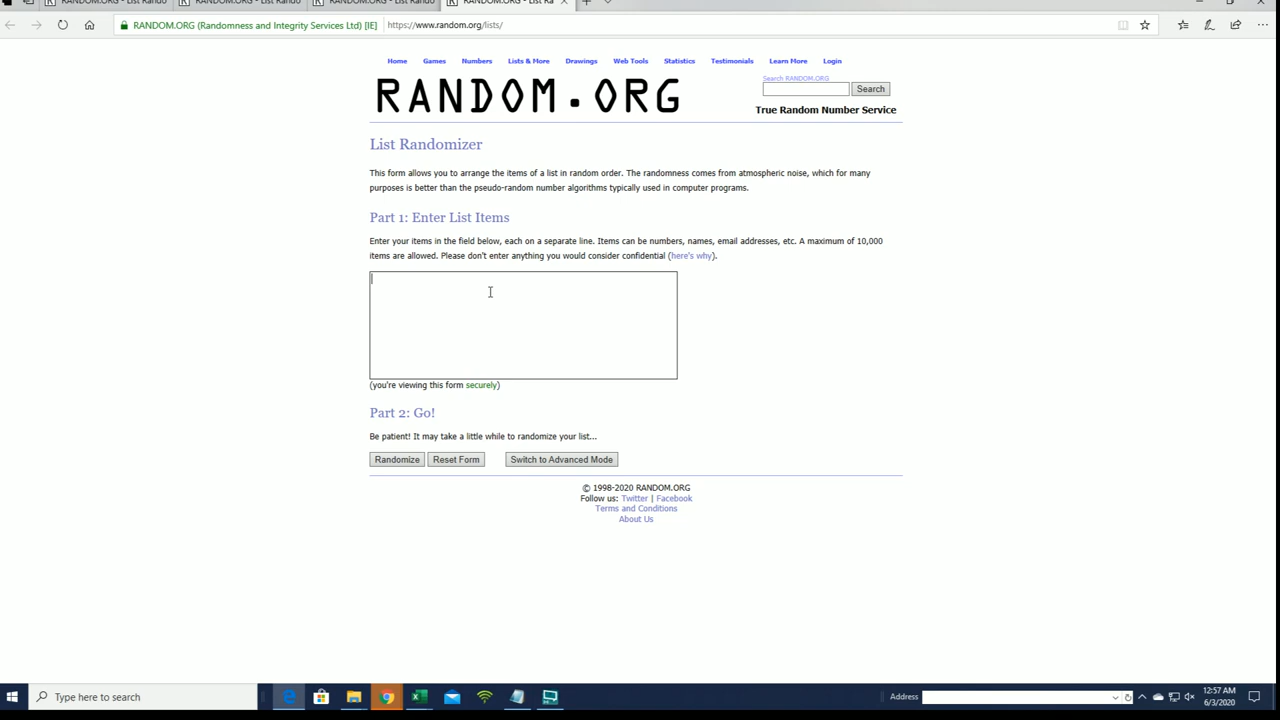 RANDOM.ORG - List Rando
RANDOM.ORG - List Rando
RANDOM.ORG - List Rando
RANDOM.ORG - List Ra
RANDOM.ORG (Randomness and Integrity Services Ltd) [IE]
https://www.random.org/lists/
Home Games Numbers Lists & More Drawings Web Tools Statistics Testimonials Learn More Login
RANDOM.ORG
Search RANDOM.ORG
Search
True Random Number Service
List Randomizer
This form allows you to arrange the items of a list in random order. The randomness comes from atmospheric noise, which for many
purposes is better than the pseudo-random number algorithms typically used in computer programs.
Part 1: Enter List Items
Enter your items in the field below, each on a separate line. Items can be numbers, names, email addresses, etc. A maximum of 10,000
items are allowed. Please don't enter anything you would consider confidential (here's why).
(you're viewing this form securely)
Part 2: Go!
Be patient! It may take a little while to randomize your list...
Randomize Reset Form Switch to Advanced Mode
© 1998-2020 RANDOM.ORG
Follow us: Twitter | Facebook
Terms and Conditions
About Us
Type here to search
Address
12:57 AM
6/3/2020